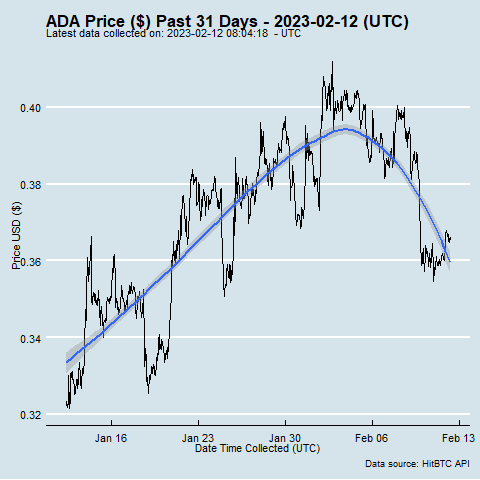 ADA Price ($) Past 31 Days - 2023-02-12 (UTC)
Latest data collected on: 2023-02-12 08:04:18 - UTC
Price USD ($)
0.40
0.38
0.36
0.34
0.32
Jan 16 Jan 23 Jan 30 Feb 06 Feb 13
Date Time Collected (UTC)
Data source: HitBTC API